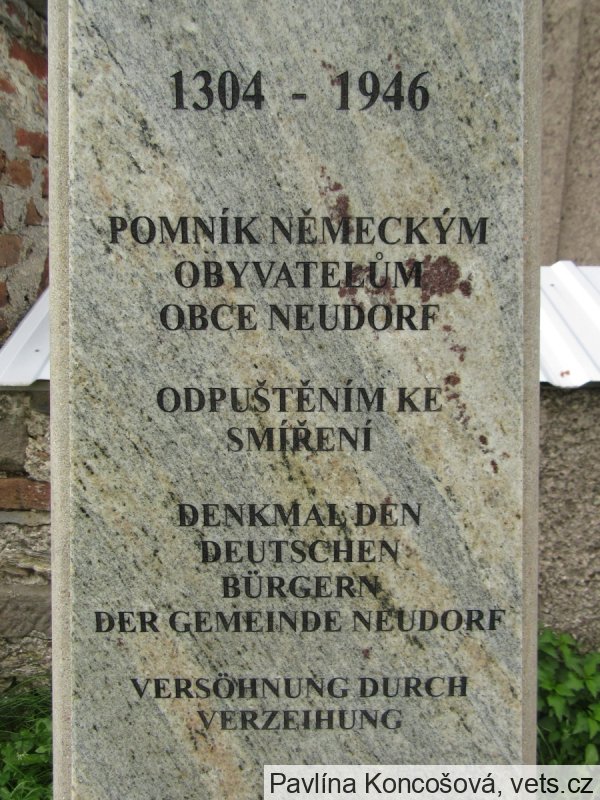 1304 - 1946
POMNÍK NĚMECKÝM
OBYVATELŮM
OBCE NEUDORF
ODPUŠTĚNÍM KE
SMÍŘENÍ
DENKMAL DEN
DEUTSCHEN
BÜRGERN
DER GEMEINDE NEUDORF
VERSÖHNUNG DURCH
VERZEIHUNG
Pavlína Koncošová, vets.cz